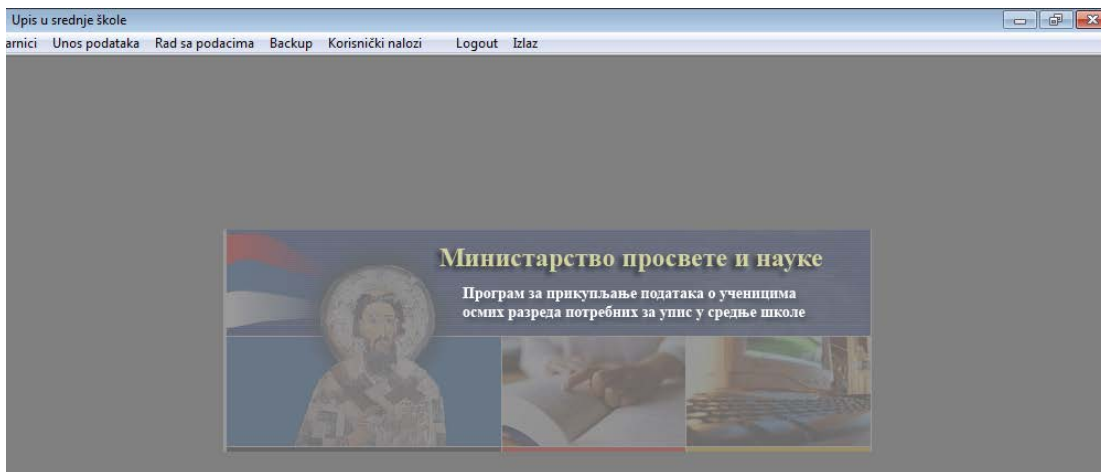 Upis u srednje škole
arnici Unos podataka Rad sa podacima Backup Korisnički nalozi Logout Izlaz
Министарство просвете и науке
Програм за прикупљање података о ученицима
осмих разреда потребних за упис у средње школе